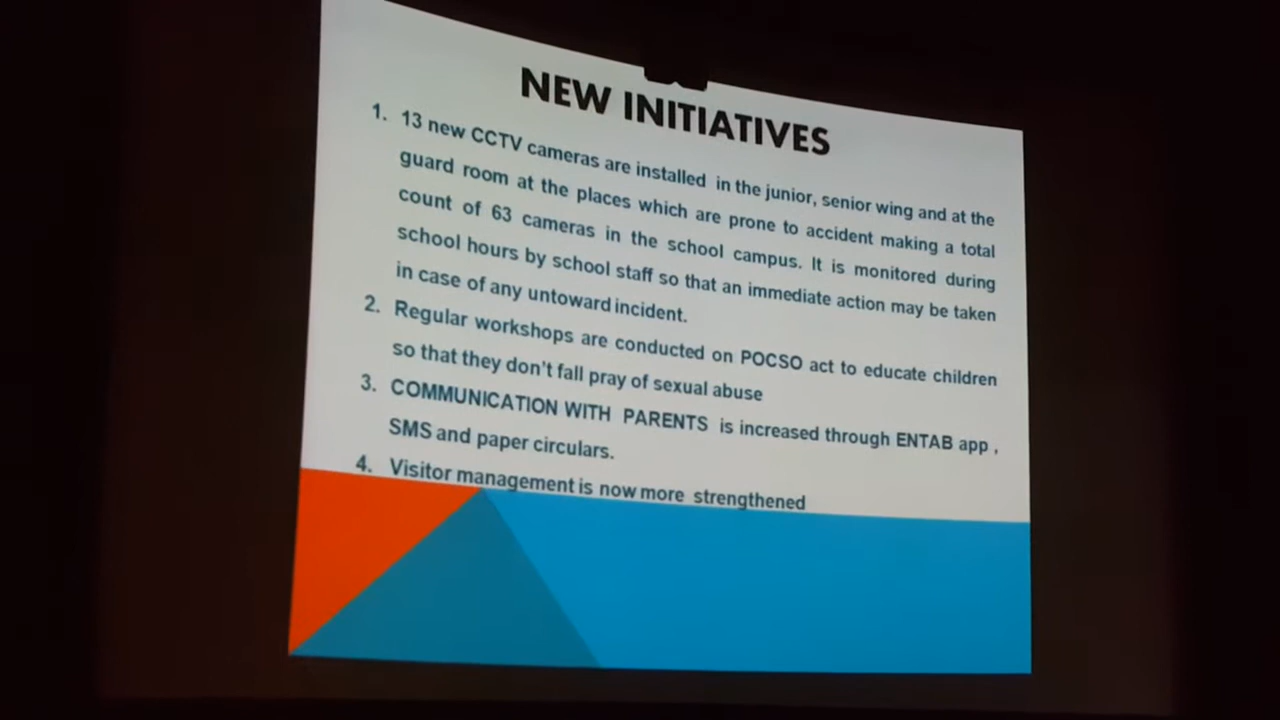 NEW INITIATIVES
1. 13 new CCTV cameras are installed in the junior, senior wing and at the
guard room at the places which are prone to accident making a total
count of 63 cameras in the school campus. It is monitored during
school hours by school staff so that an immediate action may be taken
in case of any untoward incident.
2. Regular workshops are conducted on POCSO act to educate children
so that they don't fall pray of sexual abuse
3. COMMUNICATION WITH PARENTS is increased through ENTAB app ,
SMS and paper circulars.
4. Visitor management is now more strengthened